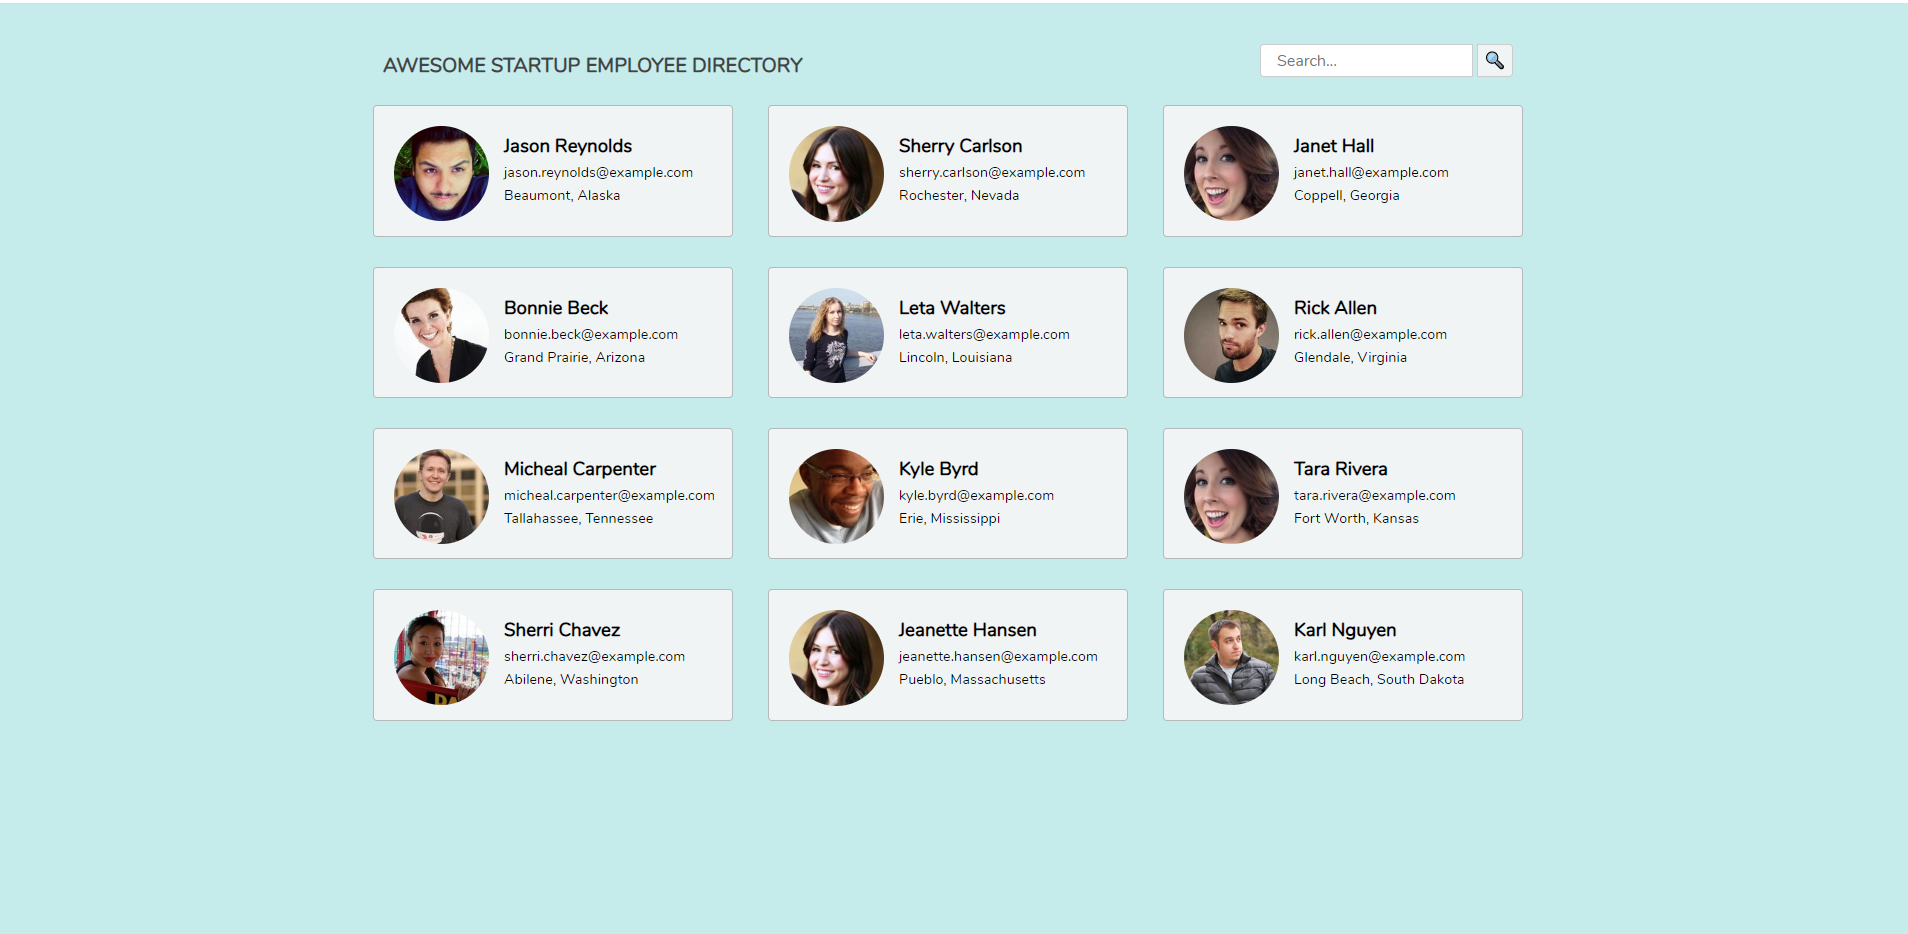 AWESOME STARTUP EMPLOYEE DIRECTORY
Search...
Jason Reynolds
jason.reynolds@example.com
Beaumont, Alaska
Sherry Carlson
sherry.carlson@example.com
Rochester, Nevada
Janet Hall
janet.hall@example.com
Coppell, Georgia
Bonnie Beck
bonnie.beck@example.com
Grand Prairie, Arizona
Leta Walters
leta.walters@example.com
Lincoln, Louisiana
Rick Allen
rick.allen@example.com
Glendale, Virginia
Micheal Carpenter
micheal.carpenter@example.com
Tallahassee, Tennessee
Kyle Byrd
kyle.byrd@example.com
Erie, Mississippi
Tara Rivera
tara.rivera@example.com
Fort Worth, Kansas
Sherri Chavez
sherri.chavez@example.com
Abilene, Washington
Jeanette Hansen
jeanette.hansen@example.com
Pueblo, Massachusetts
Karl Nguyen
karl.nguyen@example.com
Long Beach, South Dakota